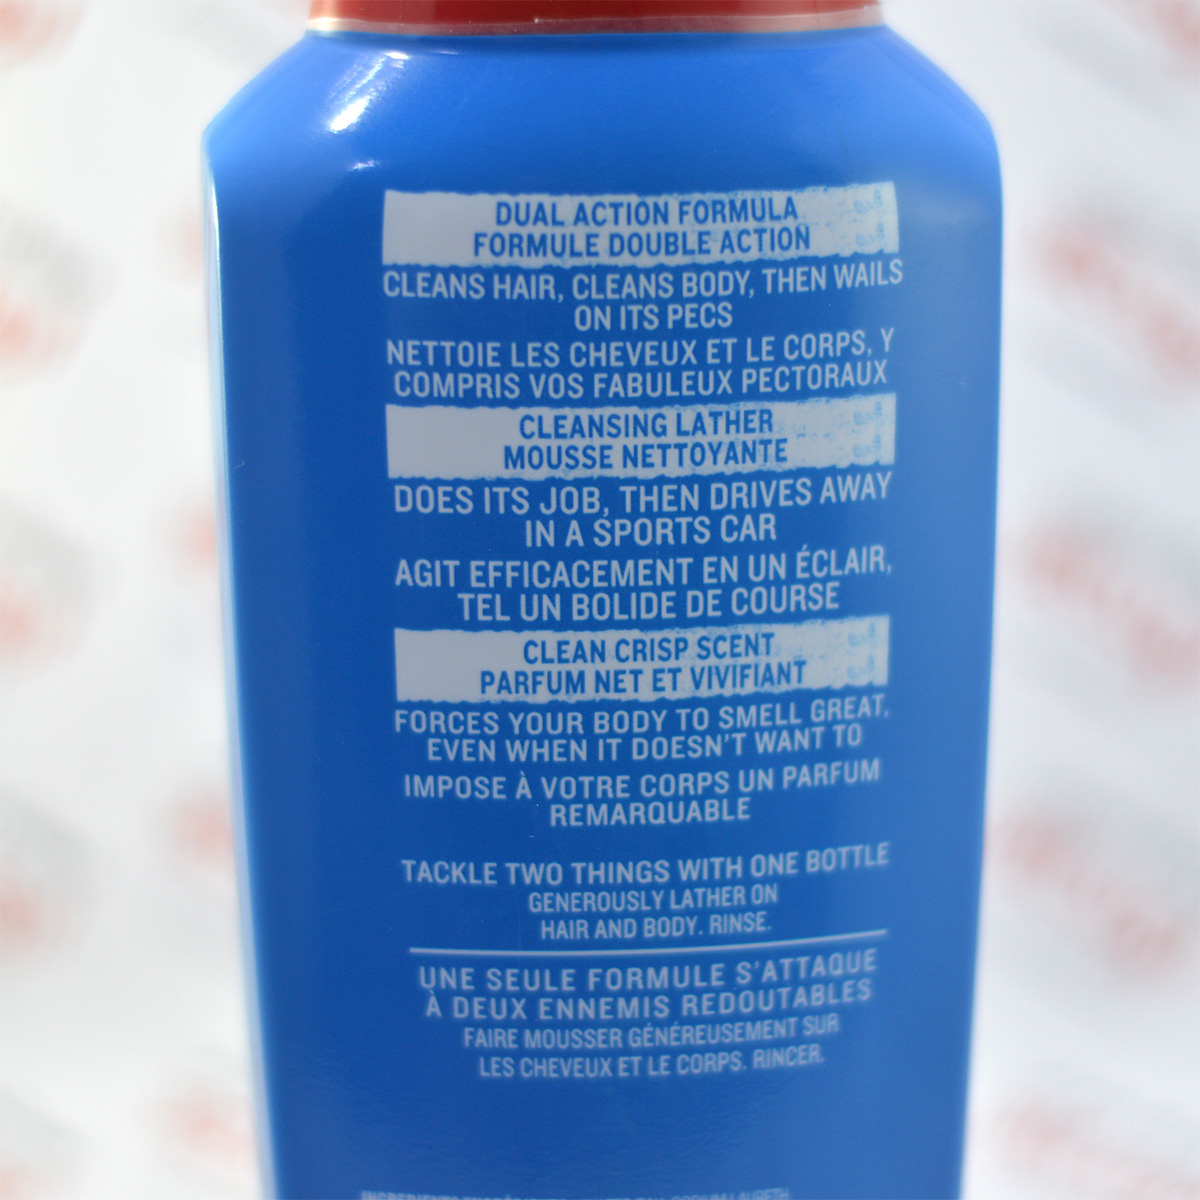 DUAL ACTION FORMULA
FORMULE DOUBLE ACTION
CLEANS HAIR, CLEANS BODY, THEN WAILS
ON ITS PECS
NETTOIE LES CHEVEUX ET LE CORPS, Y
COMPRIS VOS FABULEUX PECTORAUX
CLEANSING LATHER
MOUSSE NETTOYANTE
DOES ITS JOB, THEN DRIVES AWAY
IN A SPORTS CAR
AGIT EFFICACEMENT EN UN ÉCLAIR,
TEL UN BOLIDE DE COURSE
CLEAN CRISP SCENT
PARFUM NET ET VIVIFIANT
FORCES YOUR BODY TO SMELL GREAT,
EVEN WHEN IT DOESN'T WANT TO
IMPOSE À VOTRE CORPS UN PARFUM
REMARQUABLE
TACKLE TWO THINGS WITH ONE BOTTLE
GENEROUSLY LATHER ON
HAIR AND BODY. RINSE.
UNE SEULE FORMULE S'ATTAQUE
À DEUX ENNEMIS REDOUTABLES
FAIRE MOUSSER GÉNÉREUSEMENT SUR
LES CHEVEUX ET LE CORPS. RINCER.